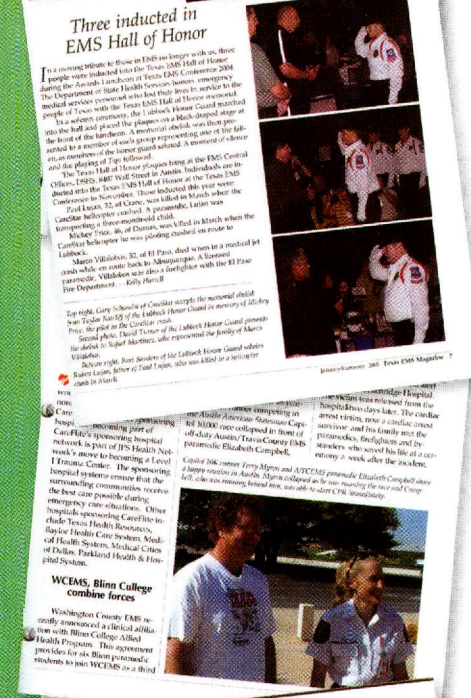 Three inducted in
EMS Hall of Honor
In a moving tribute to those in EMS no longer with us, three
people were inducted into the Texas EMS Hall of Honor
during the Awards Luncheon at Texas EMS Conference 2004.
The Department of State Health Services honors emergency
medical services personnel who lost their lives in service to the
people of Texas with the Texas EMS Hall of Honor memorial.
In a solemn ceremony, the Lubbock Honor Guard marched
into the hall and placed the plaques on a black-draped stage at
the front of the luncheon. A memorial obelisk was then pre-
sented to a member of each group representing one of the fall-
en, as members of the honor guard saluted. A moment of silence
and the playing of Taps followed.
The Texas Hall of Honor plaques hang at the EMS Central
Office, DSHS, 8407 Wall Street in Austin. Individuals are in-
ducted into the Texas EMS Hall of Honor at the Texas EMS
Conference in November. Those inducted this year were:
Paul Lujan, 32, of Crane, was killed in March when the
CareStar helicopter crashed. A paramedic, Lujan was
transporting a three-month-old child.
Mickey Price, 46, of Dumas, was killed in March when the
CareStar helicopter he was piloting crashed en route to
Lubbock.
Marco Villalobos, 32, of El Paso, died when in a medical jet
crash while en route back to Albuquerque. A licensed
paramedic, Villalobos was also a firefighter with the El Paso
Fire Department. —Kelly Harrell
Top right, Gary of CareStar accepts the memorial obelisk
from Taylor of the Lubbock Honor Guard in memory of Mickey
Price, the pilot in the CareStar crash.
Second photo, David Turner of the Lubbock Honor Guard presents
the obelisk to Rafael Martinez, who represented the family of Marco
Villalobos.
Bottom right, Bart Sanders of the Lubbock Honor Guard salutes
Ruben Lujan, father of Paul Lujan, who was killed in a helicopter
crash in March.
January/February 2005 Texas EMS Magazine 7
Care
hospi sponsoring
becoming part of
CareFlite's sponsoring hospital
network is part of JPS Health Net-
work's move to becoming a Level
I Trauma Center. The sponsoring
hospital systems ensure that the
surrounding communities receive
the best care possible during
emergency care situations. Other
hospitals sponsoring CareFlite in-
clude Texas Health Resources,
Baylor Health Care System, Medi-
cal Health System, Medical Cities
of Dallas, Parkland Health & Hos-
pital System.
WCEMS, Blinn College
combine forces
Washington County EMS re-
cently announced a clinical affilia-
tion with Blinn College Allied
Health Program. This agreement
provides for six Blinn paramedic
students to join WCEMS as a third
runner competing in
the Austin American-Statesman Capi-
tol 10,000 race collapsed in front of
off-duty Austin/Travis County EMS
paramedic Elizabeth Campbell,
Hospital.
The victim was released from the
hospital two days later. The cardiac
arrest victim, now a cardiac arrest
survivor and his family met the
paramedics, firefighters and by-
standers who saved his life at a cer-
emony a week after the incident.
Capitol 10K runner Ferry Myron and A/TCEMS paramedic Elizabeth Campbell share
a happy reunion in Austin. Myron collapsed as he was running the race and Camp-
bell, who was running behind him, was able to start CPR immediately.